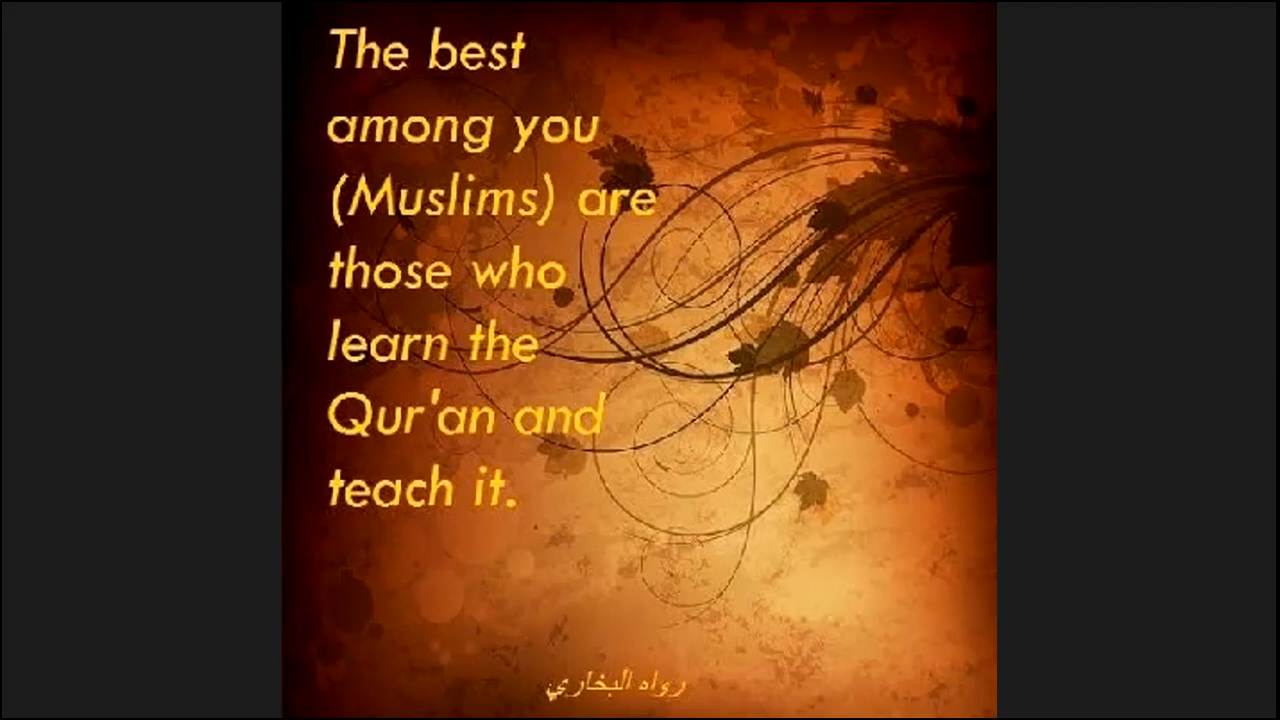 The best
among you
(Muslims) are
those who
learn the
Qur'an and
teach it.
رواه البخاري